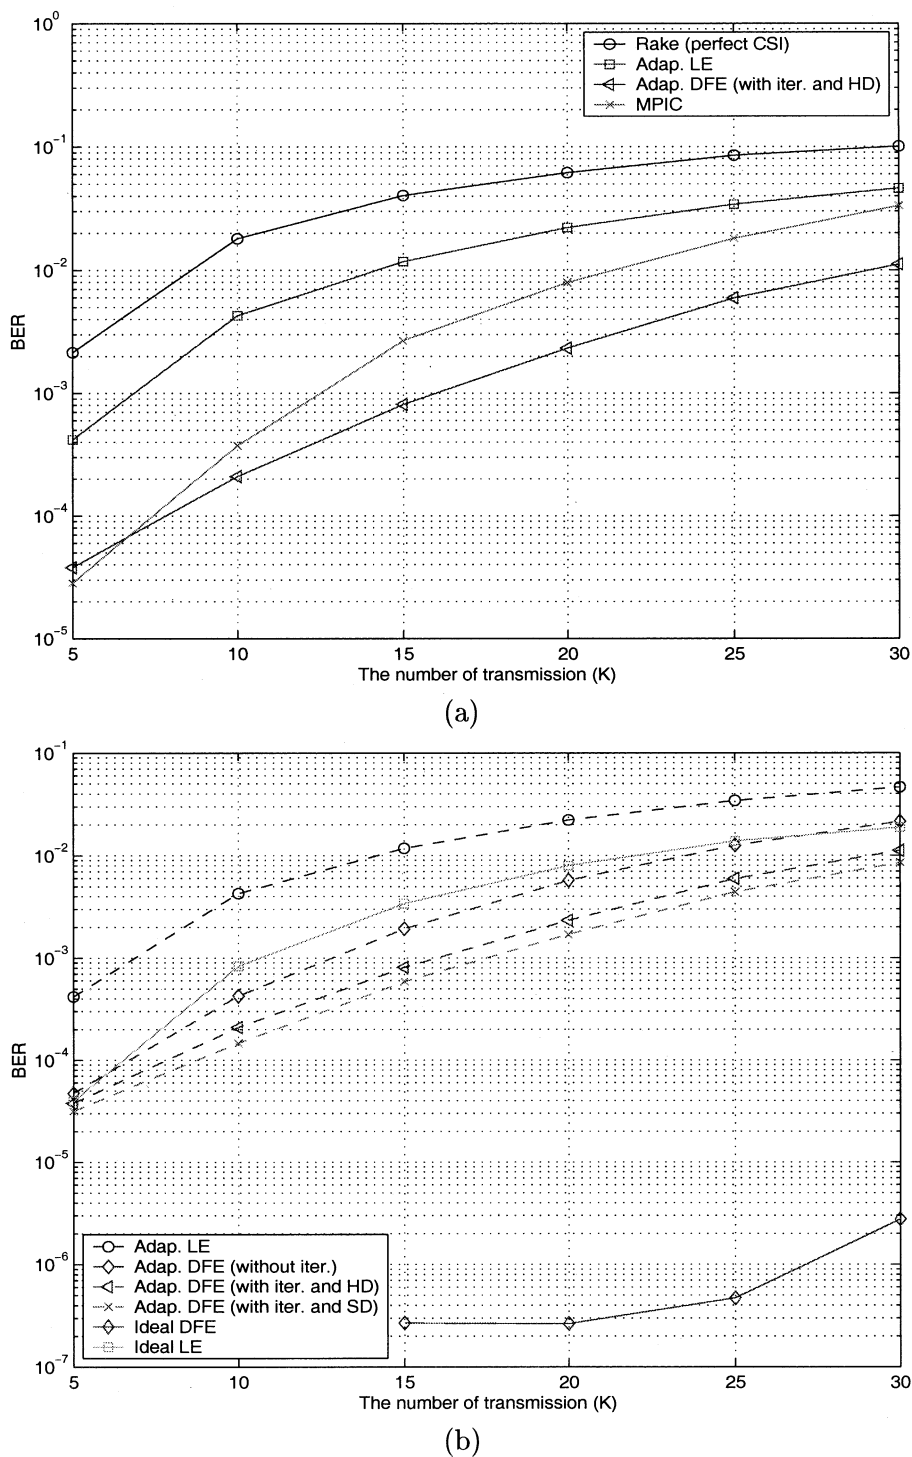 10^0
Rake (perfect CSI)
Adap. LE
Adap. DFE (with iter. and HD)
MPIC
10^-1
10^-2
BER
10^-3
10^-4
10^-5
5 10 15 20 25 30
The number of transmission (K)
(a)
10^-1
10^-2
10^-3
BER
10^-4
10^-5
Adap. LE
Adap. DFE (without iter.)
10^-6
Adap. DFE (with iter. and HD)
Adap. DFE (with iter. and SD)
Ideal DFE
Ideal LE
10^-7
5 10 15 20 25 30
The number of transmission (K)
(b)